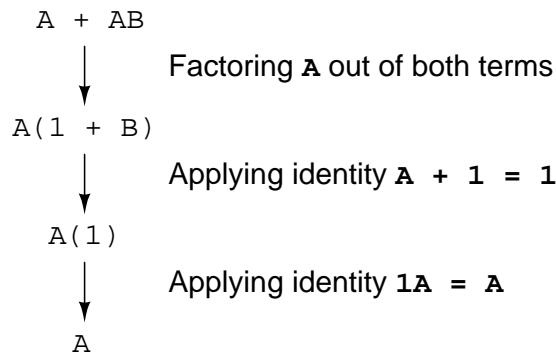 A + AB
Factoring A out of both terms
A(1 + B)
Applying identity A + 1 = 1
A(1)
Applying identity 1A = A
A